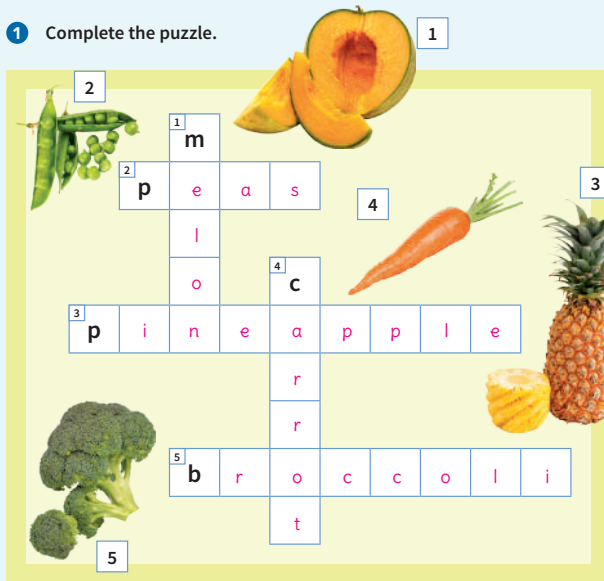 1 Complete the puzzle.
1
2
1 m
2 p e a s
4
3
l
o
4 c
3 p i n e a p p l e
r
r
5 b r o c c o l i
t
5